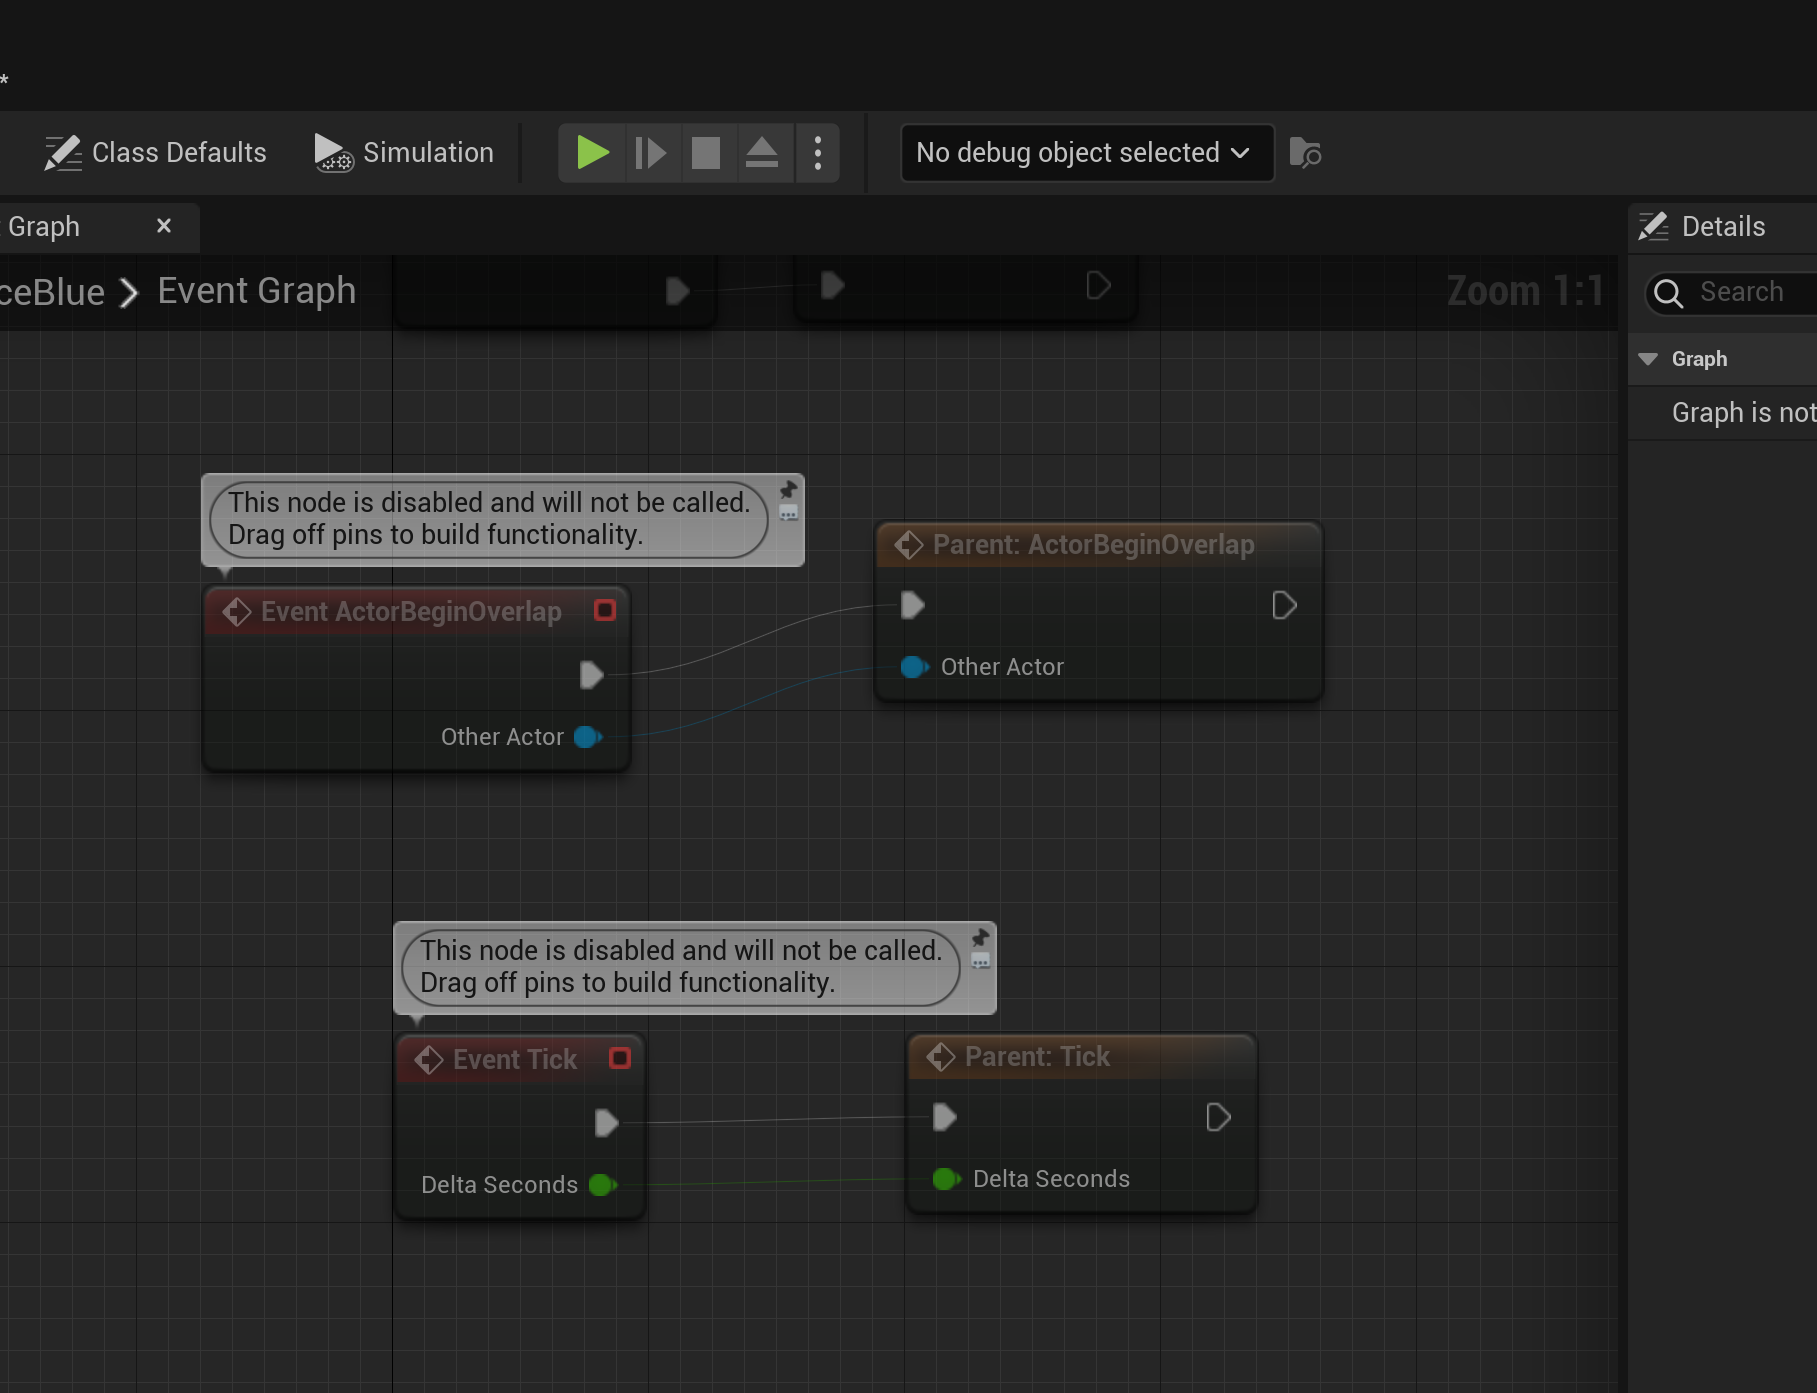 *
Class Defaults
Simulation
No debug object selected
Graph
Details
ceBlue
Event Graph
Zoom 1:1
Search
Graph
Graph is not
This node is disabled and will not be called.
Drag off pins to build functionality.
Parent: ActorBeginOverlap
Event ActorBeginOverlap
Other Actor
Other Actor
This node is disabled and will not be called.
Drag off pins to build functionality.
Event Tick
Parent: Tick
Delta Seconds
Delta Seconds